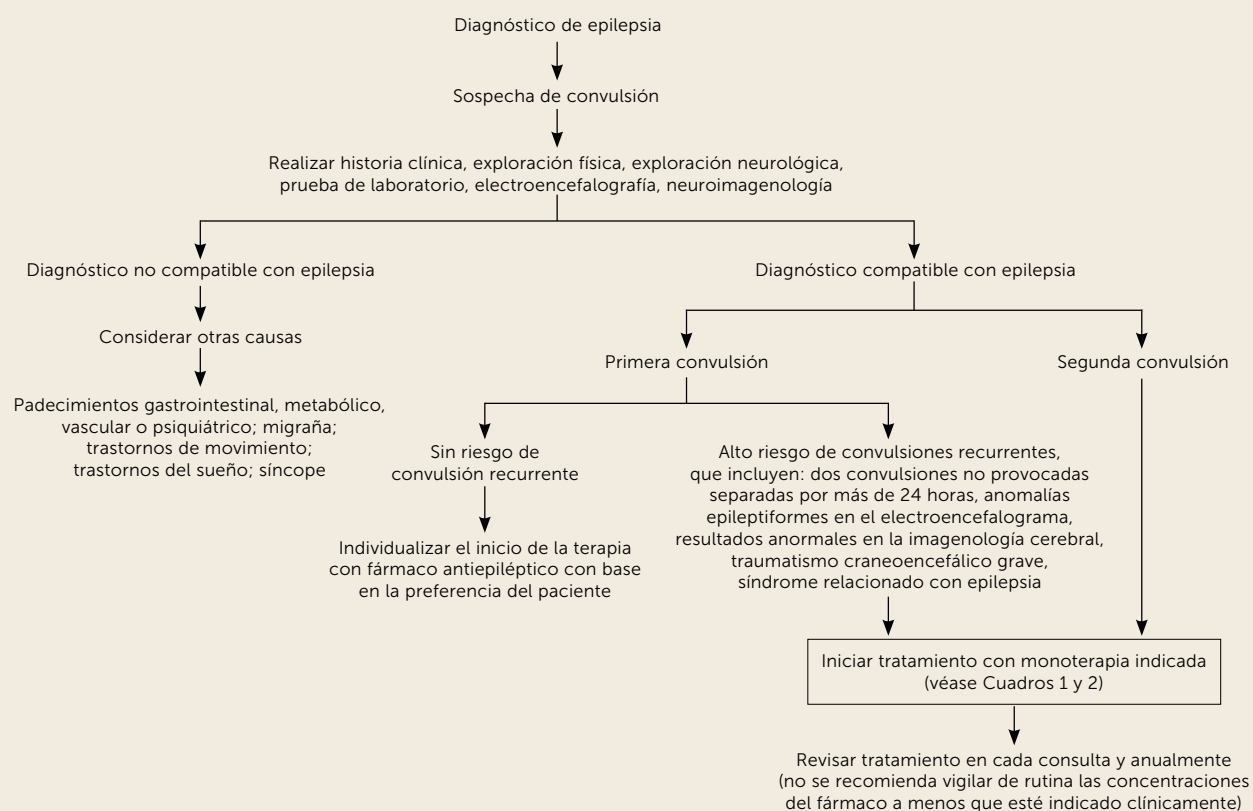 Diagnóstico de epilepsia
Sospecha de convulsión
Realizar historia clínica, exploración física, exploración neurológica,
prueba de laboratorio, electroencefalografía, neuroimagenología
Diagnóstico no compatible con epilepsia
Diagnóstico compatible con epilepsia
Considerar otras causas
Primera convulsión
Segunda convulsión
Padecimientos gastrointestinal, metabólico,
vascular o psiquiátrico; migraña;
trastornos de movimiento;
trastornos del sueño; síncope
Sin riesgo de
convulsión recurrente
Alto riesgo de convulsiones recurrentes,
que incluyen: dos convulsiones no provocadas
separadas por más de 24 horas, anomalías
epileptiformes en el electroencefalograma,
resultados anormales en la imagenología cerebral,
traumatismo craneoencefálico grave,
síndrome relacionado con epilepsia
Individualizar el inicio de la terapia
con fármaco antiepiléptico con base
en la preferencia del paciente
Iniciar tratamiento con monoterapia indicada
(véase Cuadros 1 y 2)
Revisar tratamiento en cada consulta y anualmente
(no se recomienda vigilar de rutina las concentraciones
del fármaco a menos que esté indicado clínicamente)